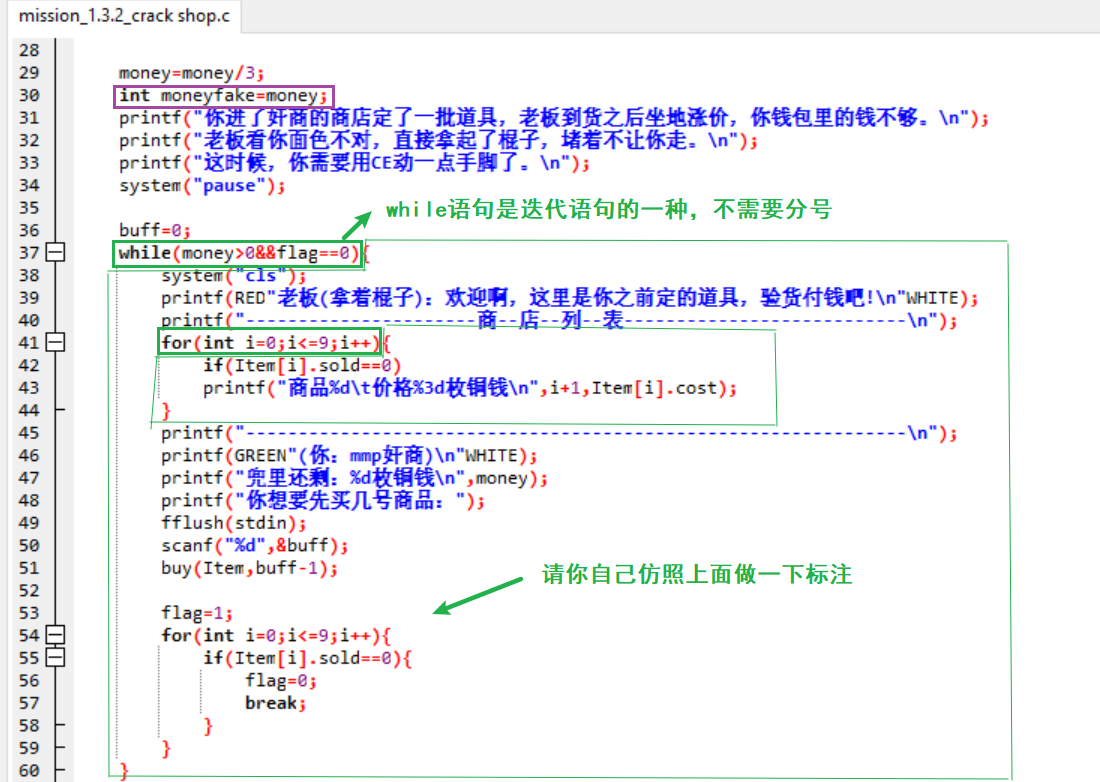 mission_1.3.2_crack shop.c
28
29 money=money/3;
30 int moneyfake=money;
31 printf("你进了奸商的商店定了一批道具，老板到货之后坐地涨价，你钱包里的钱不够。\n");
32 printf("老板看你面色不对，直接拿起了棍子，堵着不让你走。\n");
33 printf("这时候，你需要用CE动一点手脚了。\n");
34 system("pause");
35
while语句是迭代语句的一种，不需要分号
36 buff=0;
37 while(money>0&&flag==0){
38 system("cls");
39 printf(RED"老板(拿着棍子)：欢迎啊，这里是你之前定的道具，验货付钱吧!\n"WHITE);
40 printf("----------------------商--店--列--表---------------------------\n");
41 for(int i=0;i<=9;i++){
42 if(Item[i].sold==0)
43 printf("商品%d\t价格%3d枚铜钱\n",i+1,Item[i].cost);
44 }
45 printf("---------------------------------------------------------------\n");
46 printf(GREEN"(你：mmp奸商)\n"WHITE);
47 printf("兜里还剩：%d枚铜钱\n",money);
48 printf("你想要先买几号商品：");
49 fflush(stdin);
50 scanf("%d",&buff);
51 buy(Item,buff-1);
请你自己仿照上面做一下标注
52
53 flag=1;
54 for(int i=0;i<=9;i++){
55 if(Item[i].sold==0){
56 flag=0;
57 break;
58 }
59 }
60 }